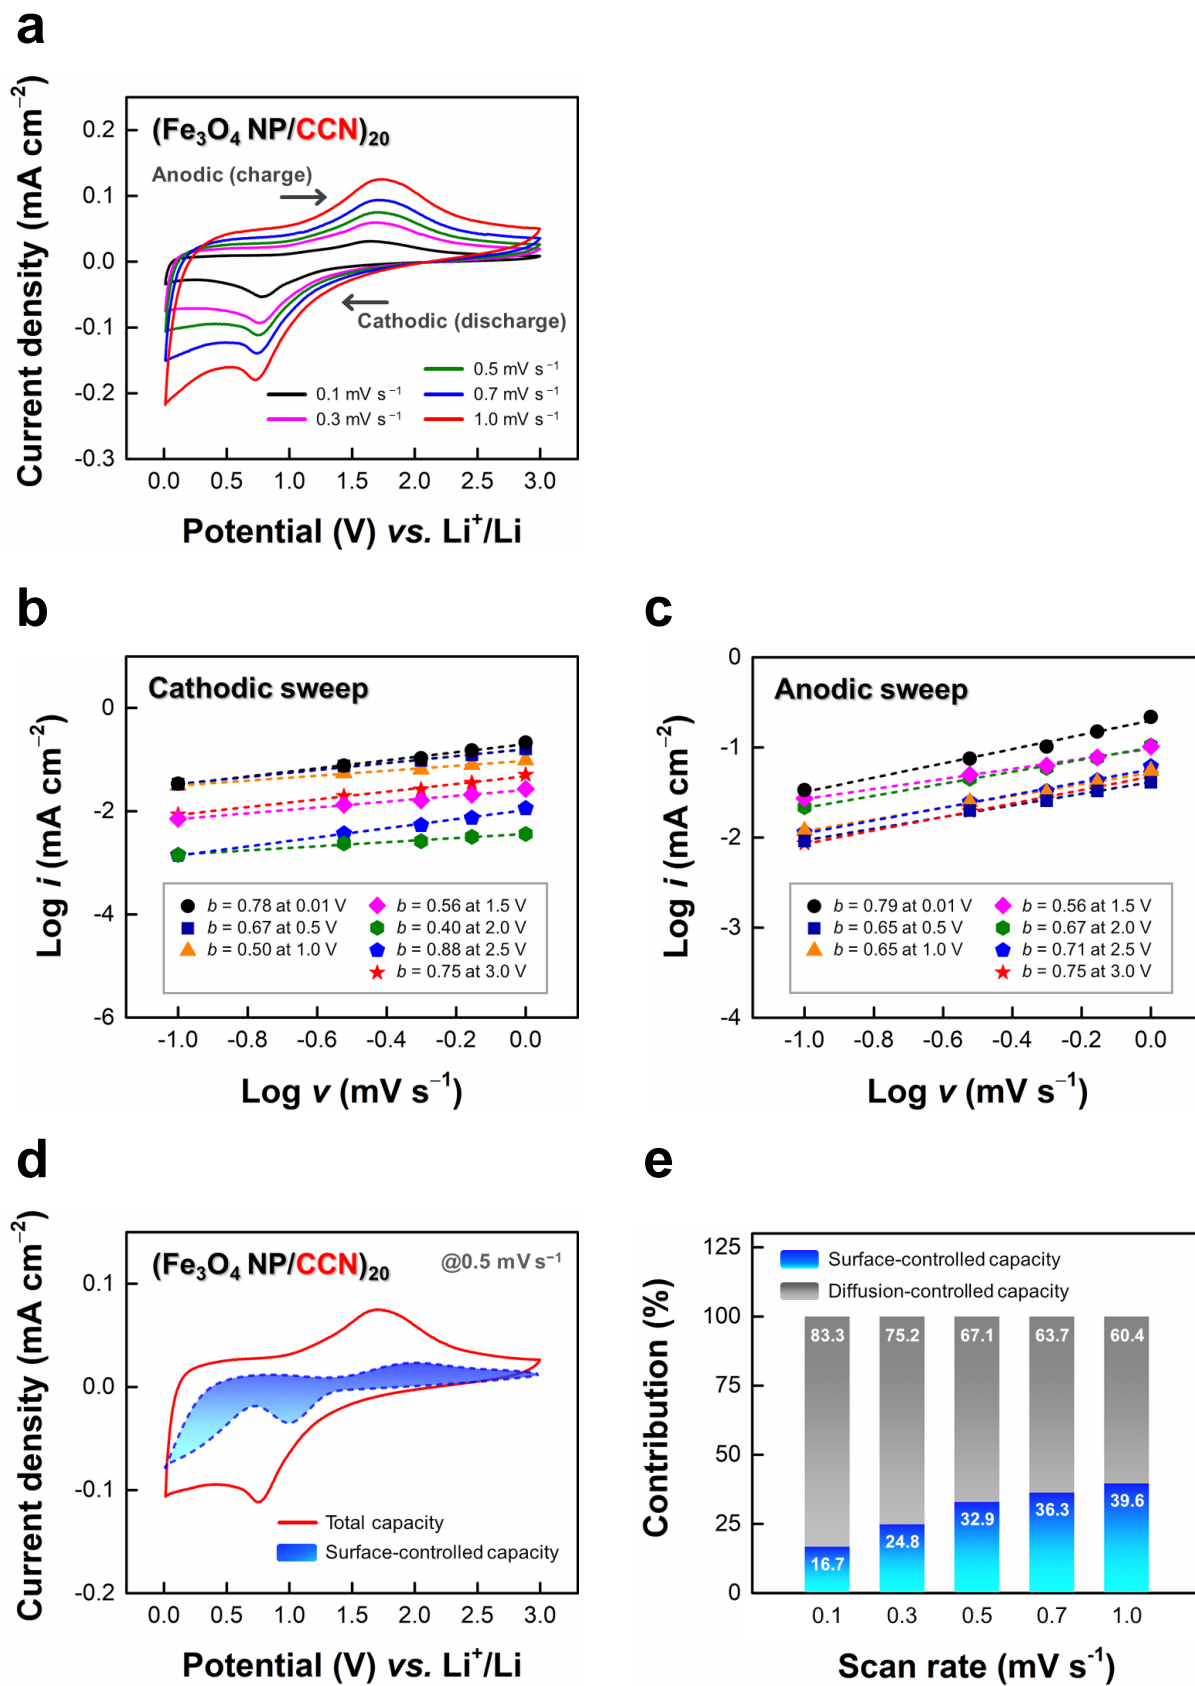 a
Current density (mA cm−2)
(Fe3O4 NP/CCN)20
Anodic (charge)
Cathodic (discharge)
0.1 mV s−1
0.3 mV s−1
0.5 mV s−1
0.7 mV s−1
1.0 mV s−1
0.2
0.1
0.0
-0.1
-0.2
-0.3
0.0 0.5 1.0 1.5 2.0 2.5 3.0
Potential (V) vs. Li+/Li
b
Log i (mA cm−2)
Cathodic sweep
0
-2
-4
-6
b = 0.78 at 0.01 V
b = 0.67 at 0.5 V
b = 0.50 at 1.0 V
b = 0.56 at 1.5 V
b = 0.40 at 2.0 V
b = 0.88 at 2.5 V
b = 0.75 at 3.0 V
-1.0 -0.8 -0.6 -0.4 -0.2 0.0
Log v (mV s−1)
c
Log i (mA cm−2)
Anodic sweep
0
-1
-2
-3
-4
b = 0.79 at 0.01 V
b = 0.65 at 0.5 V
b = 0.65 at 1.0 V
b = 0.56 at 1.5 V
b = 0.67 at 2.0 V
b = 0.71 at 2.5 V
b = 0.75 at 3.0 V
-1.0 -0.8 -0.6 -0.4 -0.2 0.0
Log v (mV s−1)
d
Current density (mA cm−2)
(Fe3O4 NP/CCN)20
@0.5 mV s−1
0.1
0.0
-0.1
-0.2
Total capacity
Surface-controlled capacity
0.0 0.5 1.0 1.5 2.0 2.5 3.0
Potential (V) vs. Li+/Li
e
Contribution (%)
125
100
75
50
25
0
Surface-controlled capacity
Diffusion-controlled capacity
83.3 75.2 67.1 63.7 60.4
16.7 24.8 32.9 36.3 39.6
0.1 0.3 0.5 0.7 1.0
Scan rate (mV s-1)